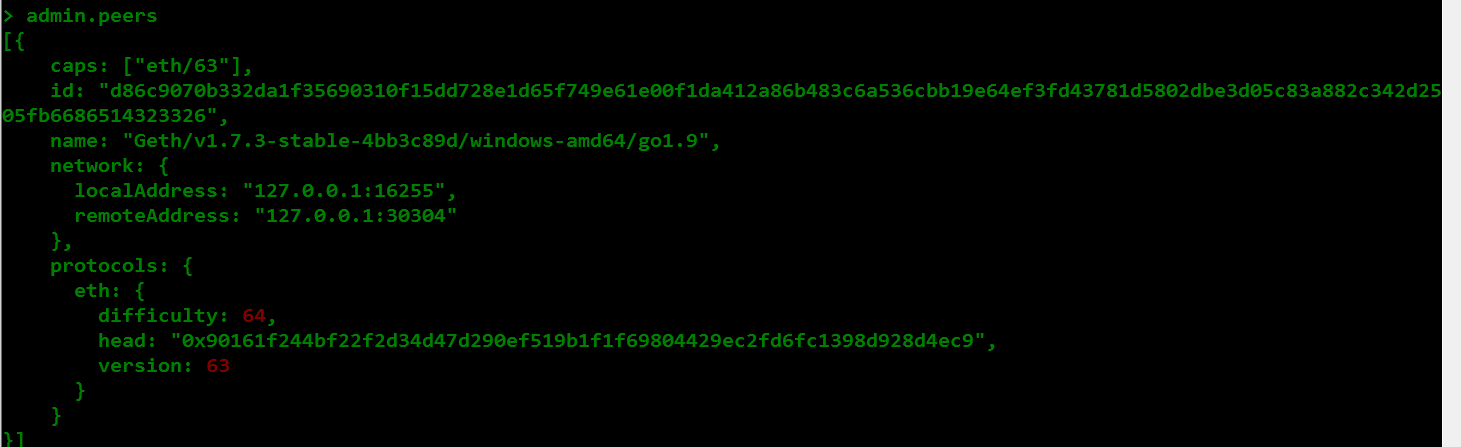 > admin.peers
[{
    caps: ["eth/63"],
    id: "d86c9070b332da1f35690310f15dd728e1d65f749e61e00f1da412a86b483c6a536cbb19e64ef3fd43781d5802dbe3d05c83a882c342d25
05fb6686514323326",
    name: "Geth/v1.7.3-stable-4bb3c89d/windows-amd64/go1.9",
    network: {
      localAddress: "127.0.0.1:16255",
      remoteAddress: "127.0.0.1:30304"
    },
    protocols: {
      eth: {
        difficulty: 64,
        head: "0x90161f244bf22f2d34d47d290ef519b1f1f69804429ec2fd6fc1398d928d4ec9",
        version: 63
      }
    }
}]